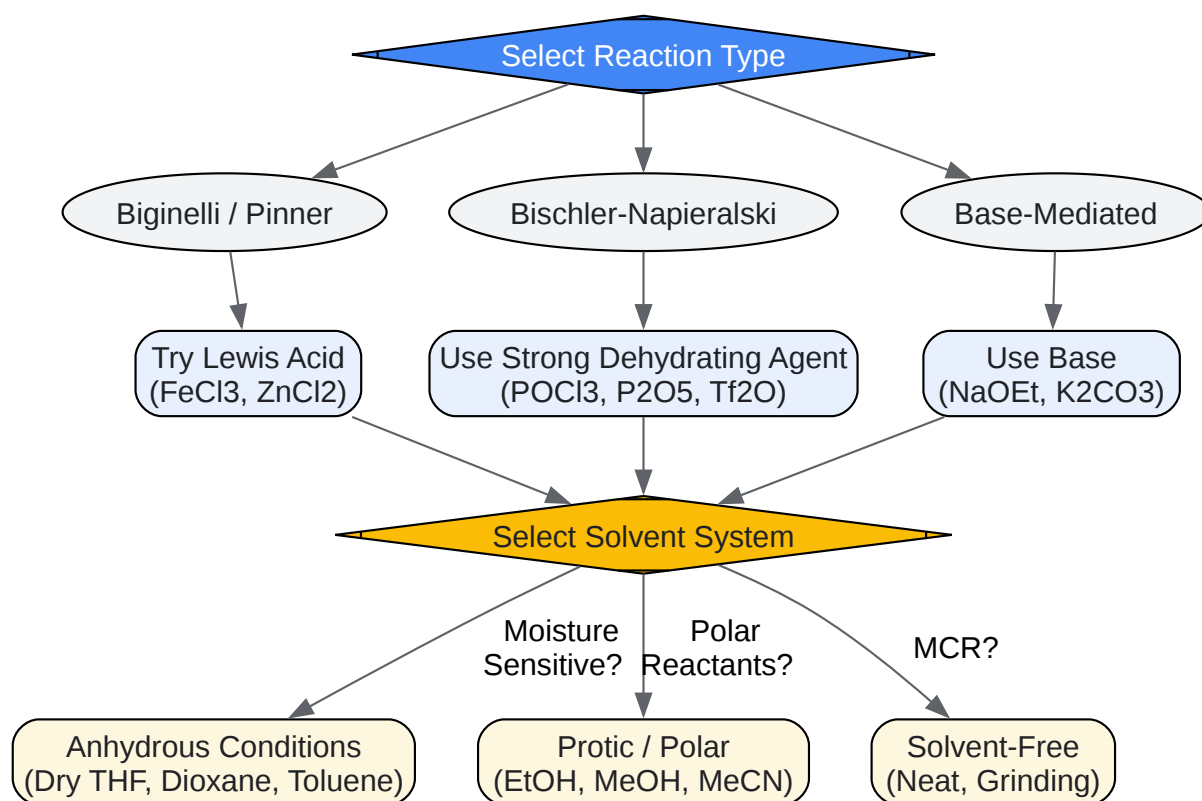 Select Reaction Type
Biginelli / Pinner
Bischler-Napieralski
Base-Mediated
Try Lewis Acid
(FeCl3, ZnCl2)
Use Strong Dehydrating Agent
(POCl3, P2O5, Tf2O)
Use Base
(NaOEt, K2CO3)
Select Solvent System
Moisture
Sensitive?
Polar
Reactants?
MCR?
Anhydrous Conditions
(Dry THF, Dioxane, Toluene)
Protic / Polar
(EtOH, MeOH, MeCN)
Solvent-Free
(Neat, Grinding)